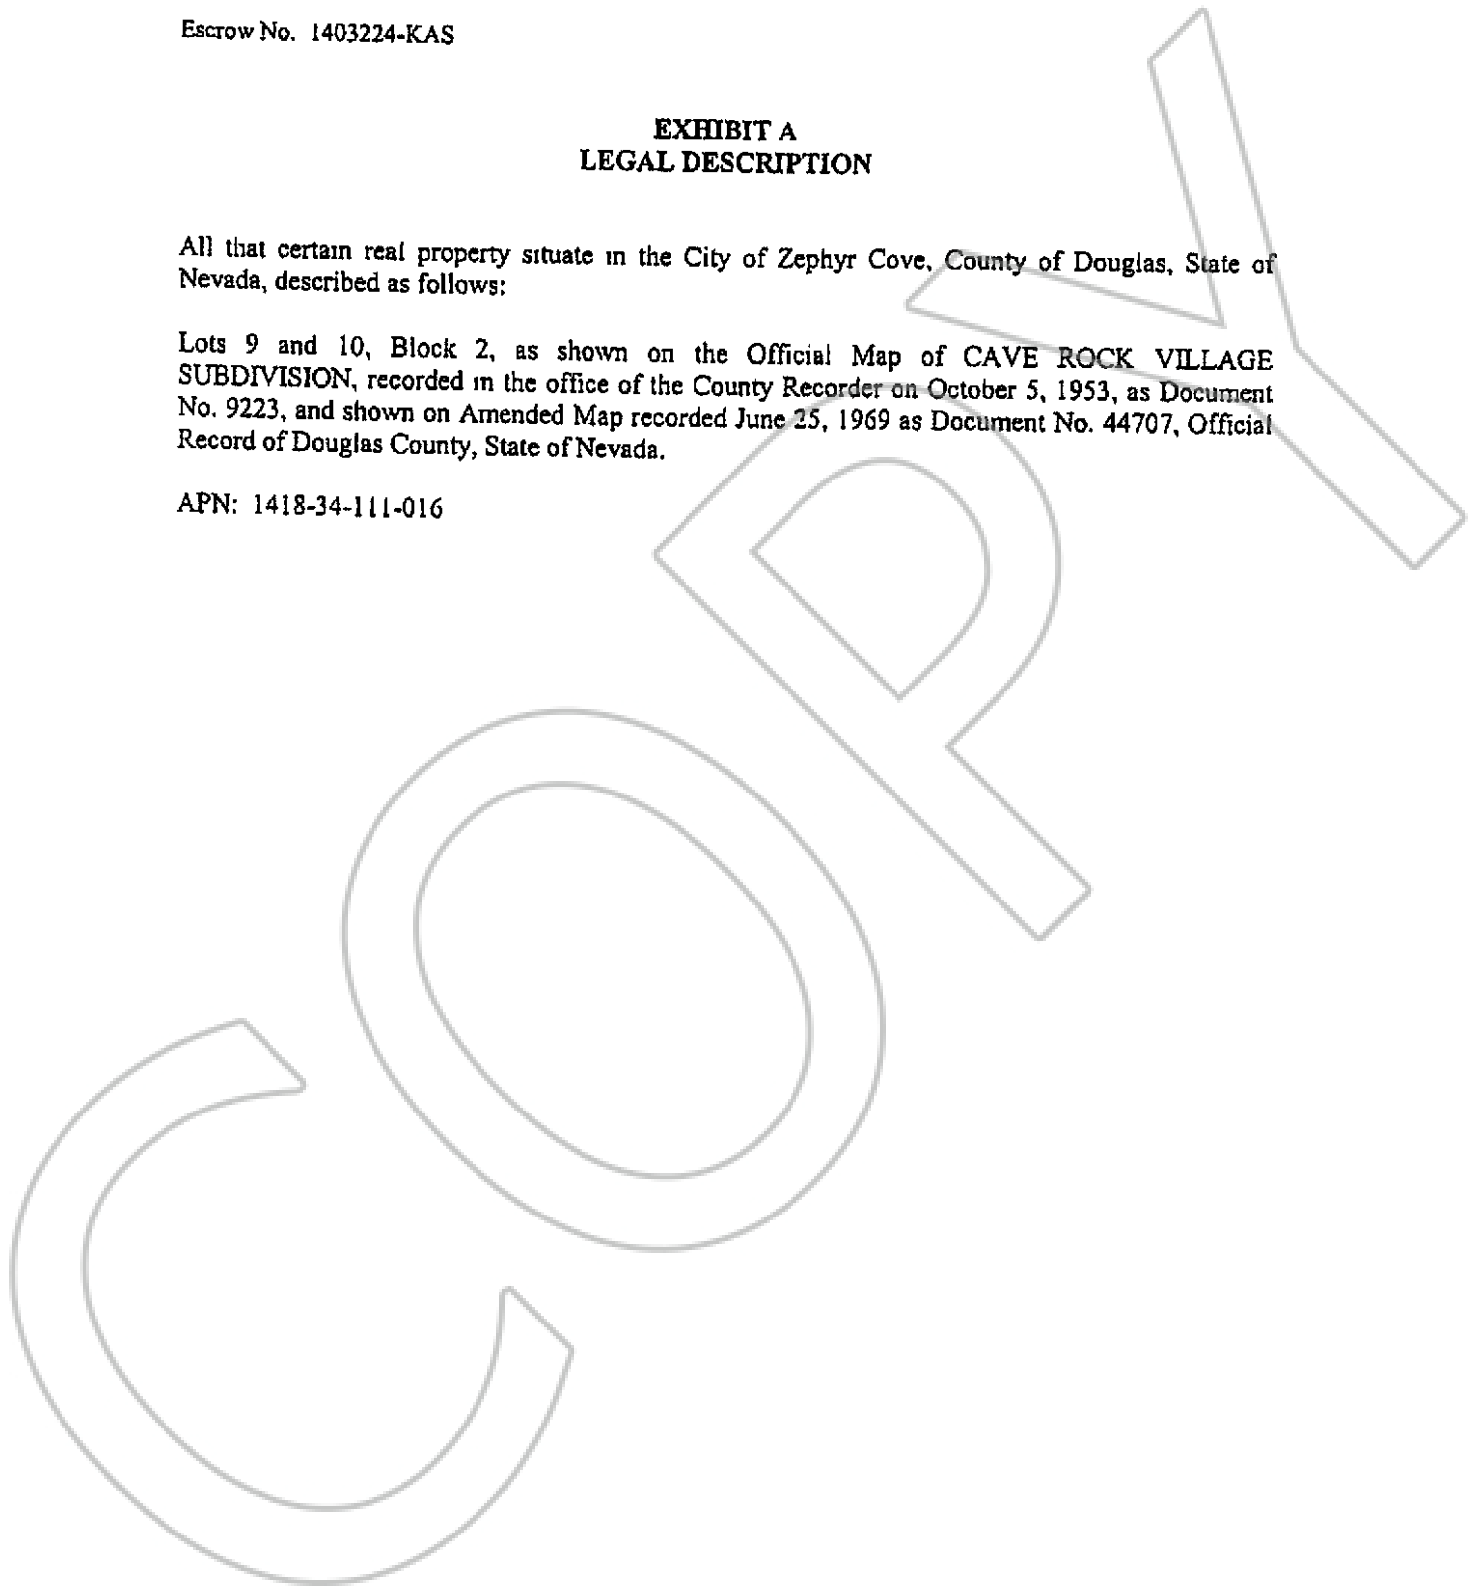 Escrow No. 1403224-KAS
EXHIBIT A
LEGAL DESCRIPTION
All that certain real property situate in the City of Zephyr Cove, County of Douglas, State of
Nevada, described as follows:
Lots 9 and 10, Block 2, as shown on the Official Map of CAVE ROCK VILLAGE
SUBDIVISION, recorded in the office of the County Recorder on October 5, 1953, as Document
No. 9223, and shown on Amended Map recorded June 25, 1969 as Document No. 44707, Official
Record of Douglas County, State of Nevada.
APN: 1418-34-111-016
COPY